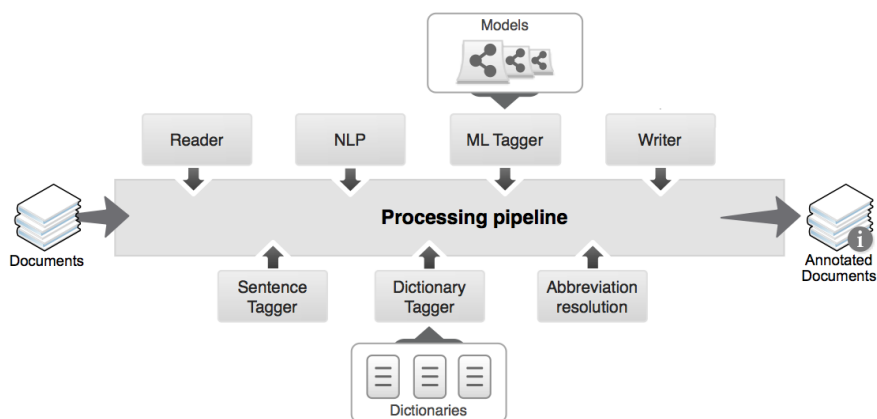 Models
Reader
NLP
ML Tagger
Writer
Processing pipeline
Documents
Annotated
Documents
i
Sentence
Tagger
Dictionary
Tagger
Abbreviation
resolution
Dictionaries